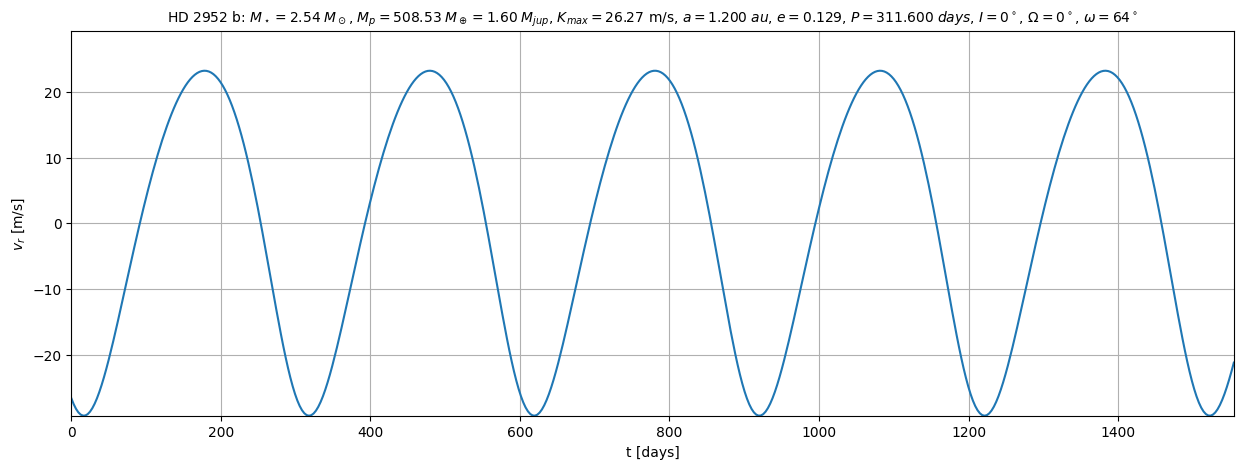 HD 2952 b: M⋆ = 2.54 M⊙, Mp = 508.53 M⊕ = 1.60 Mjup, Kmax = 26.27 m/s, a = 1.200 au, e = 0.129, P = 311.600 days, I = 0°, Ω = 0°, ω = 64°
20
10
0
−10
−20
vr [m/s]
0 200 400 600 800 1000 1200 1400
t [days]